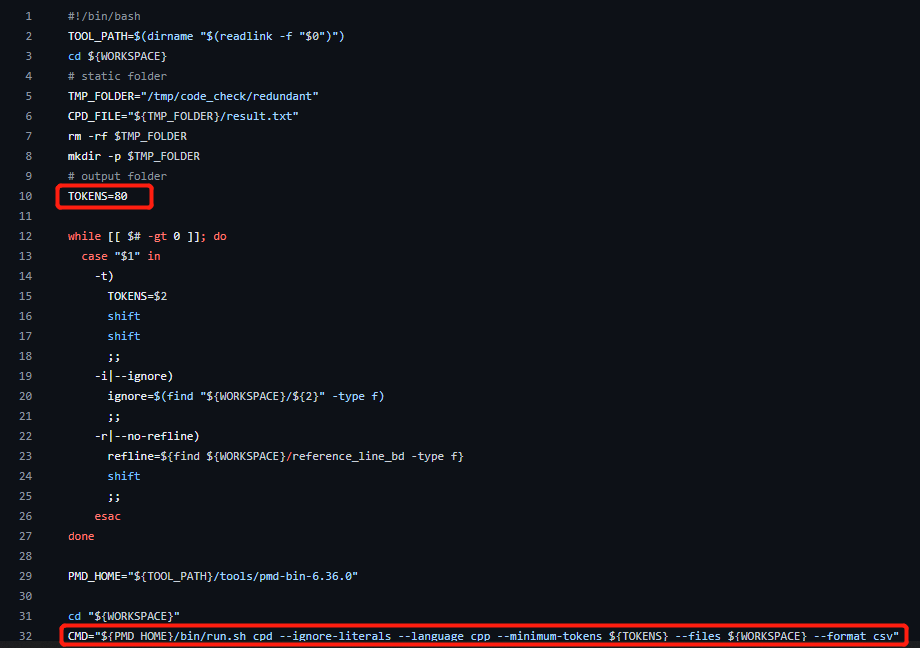 1 #!/bin/bash
2 TOOL_PATH=$(dirname "$(readlink -f "$0")")
3 cd ${WORKSPACE}
4 # static folder
5 TMP_FOLDER="/tmp/code_check/redundant"
6 CPD_FILE="${TMP_FOLDER}/result.txt"
7 rm -rf $TMP_FOLDER
8 mkdir -p $TMP_FOLDER
9 # output folder
10 TOKENS=80
11
12 while [[ $# -gt 0 ]]; do
13 case "$1" in
14 -t)
15 TOKENS=$2
16 shift
17 shift
18 ;;
19 -i|--ignore)
20 ignore=$(find "${WORKSPACE}/${2}" -type f)
21 ;;
22 -r|--no-refline)
23 refline=${find ${WORKSPACE}/reference_line_bd -type f}
24 shift
25 ;;
26 esac
27 done
28
29 PMD_HOME="${TOOL_PATH}/tools/pmd-bin-6.36.0"
30
31 cd "${WORKSPACE}"
32 CMD="${PMD_HOME}/bin/run.sh cpd --ignore-literals --language cpp --minimum-tokens ${TOKENS} --files ${WORKSPACE} --format csv"